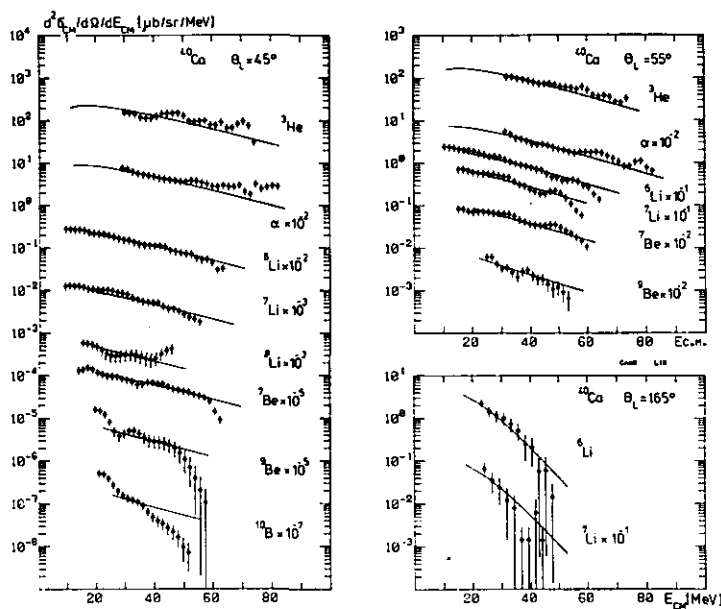 d²σCM/dΩ/dECM [μb/sr/MeV]
⁴⁰Ca θL=45°
10⁴
10³
10²
10¹
10⁰
10⁻¹
10⁻²
10⁻³
10⁻⁴
10⁻⁵
10⁻⁶
10⁻⁷
10⁻⁸
³He
α×10²
⁶Li×10⁻²
⁷Li×10⁻³
⁷Be×10⁻⁵
⁹Be×10⁻⁵
¹⁰B×10⁻⁷
20 40 60 80
⁴⁰Ca θL=55°
10³
10²
10¹
10⁰
10⁻¹
10⁻²
10⁻³
³He
α×10⁻²
⁶Li×10⁻¹
⁷Li×10⁻¹
⁷Be×10⁻²
⁹Be×10⁻²
20 40 60 80 EC.M.
⁴⁰Ca θL=165°
10¹
10⁰
10⁻¹
10⁻²
10⁻³
⁶Li
⁷Li×10⁻¹
20 40 60 80 ECM [MeV]